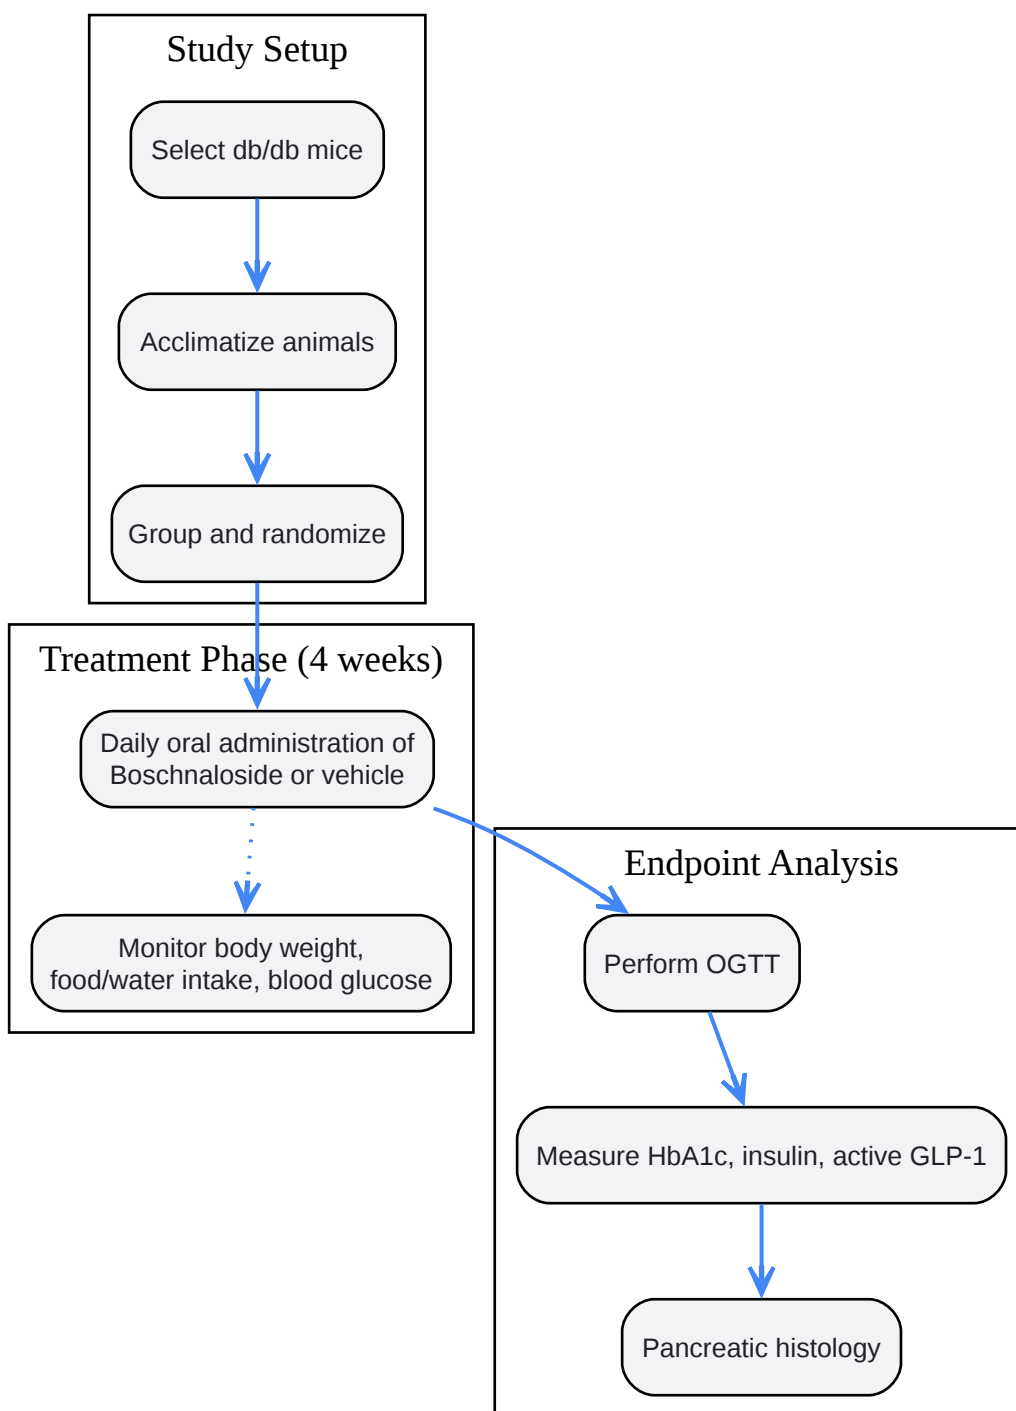 Study Setup
Select db/db mice
Acclimatize animals
Group and randomize
Treatment Phase (4 weeks)
Daily oral administration of
Boschnaloside or vehicle
Monitor body weight,
food/water intake, blood glucose
Endpoint Analysis
Perform OGTT
Measure HbA1c, insulin, active GLP-1
Pancreatic histology